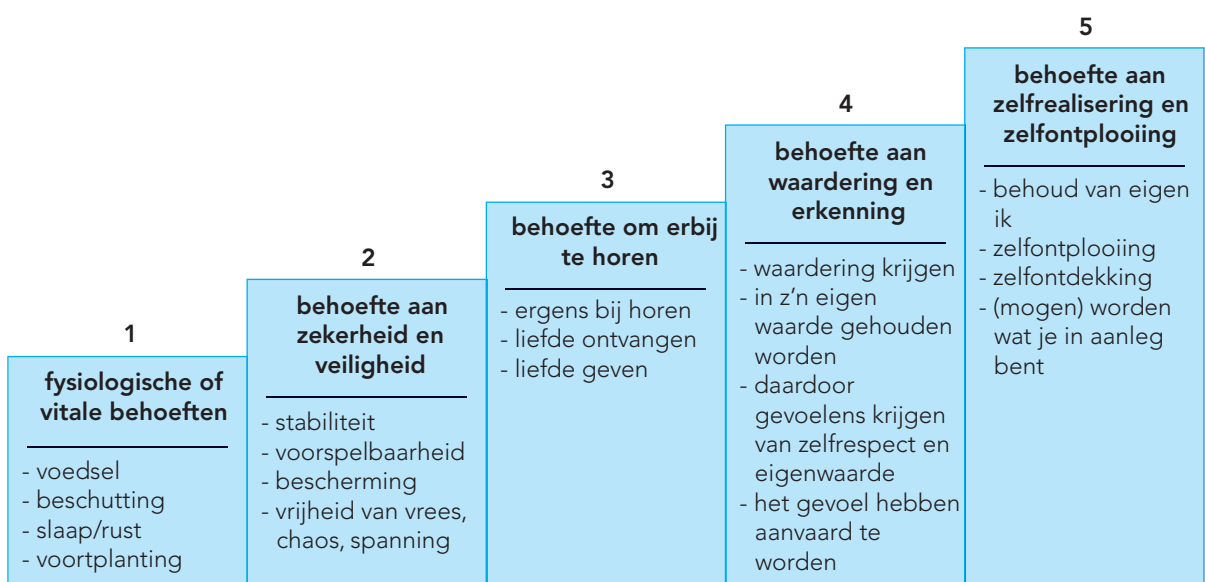 1
fysiologische of
vitale behoeften
- voedsel
- beschutting
- slaap/rust
- voortplanting
2
behoefte aan
zekerheid en
veiligheid
- stabiliteit
- voorspelbaarheid
- bescherming
- vrijheid van vrees,
chaos, spanning
3
behoefte om erbij
te horen
- ergens bij horen
- liefde ontvangen
- liefde geven
4
behoefte aan
waardering en
erkenning
- waardering krijgen
- in z'n eigen
waarde gehouden
worden
- daardoor
gevoelens krijgen
van zelfrespect en
eigenwaarde
- het gevoel hebben
aanvaard te
worden
5
behoefte aan
zelfrealisering en
zelfontplooiing
- behoud van eigen
ik
- zelfontplooiing
- zelfontdekking
- (mogen) worden
wat je in aanleg
bent